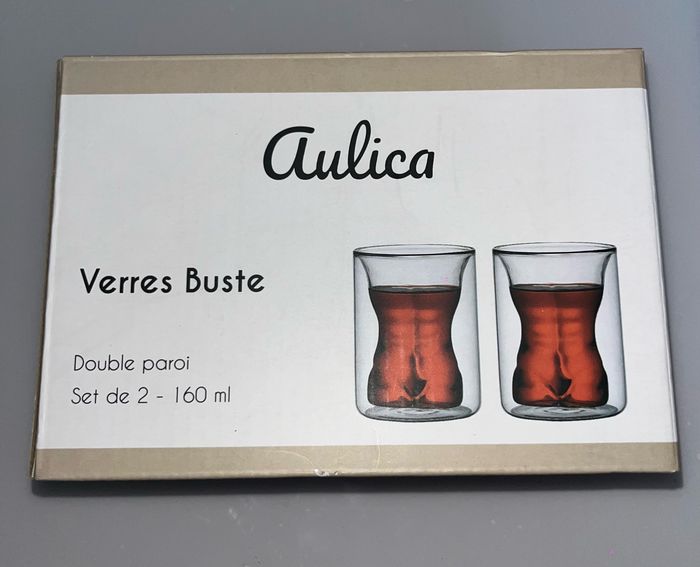 Aulica
Verres Buste
Double paroi
Set de 2 - 160 ml